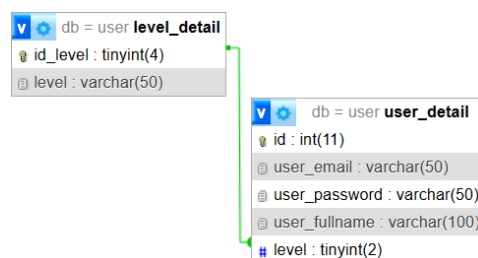 v db = user level_detail
id_level : tinyint(4)
level : varchar(50)
v db = user user_detail
id : int(11)
user_email : varchar(50)
user_password : varchar(50)
user_fullname : varchar(100)
# level : tinyint(2)